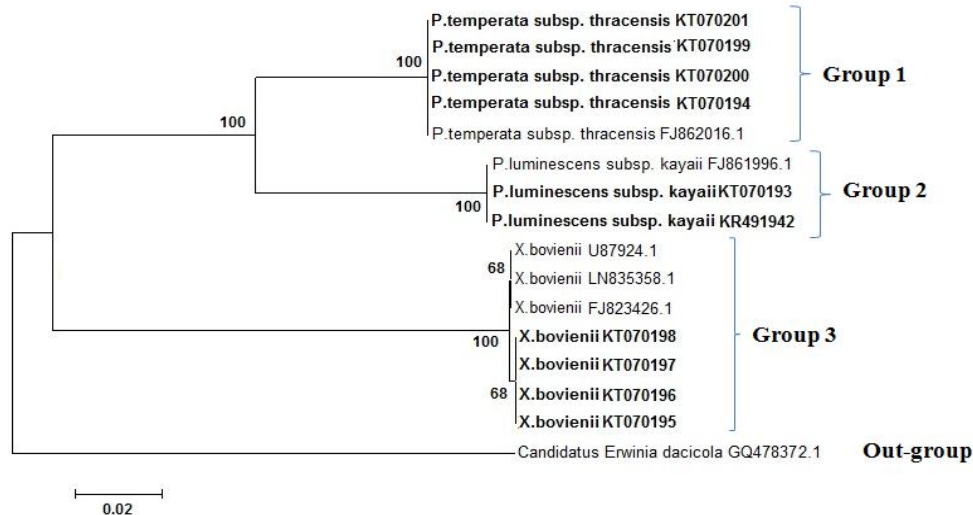 P.temperata subsp. thracensis KT070201
P.temperata subsp. thracensis KT070199
100
P.temperata subsp. thracensis KT070200
Group 1
P.temperata subsp. thracensis KT070194
100
P.temperata subsp. thracensis FJ862016.1
P.luminescens subsp. kayaii FJ861996.1
P.luminescens subsp. kayaii KT070193
Group 2
100
P.luminescens subsp. kayaii KR491942
X.bovienii U87924.1
68
X.bovienii LN835358.1
X.bovienii FJ823426.1
X.bovienii KT070198
Group 3
100
X.bovienii KT070197
68
X.bovienii KT070196
X.bovienii KT070195
Candidatus Erwinia dacicola GQ478372.1
Out-group
0.02